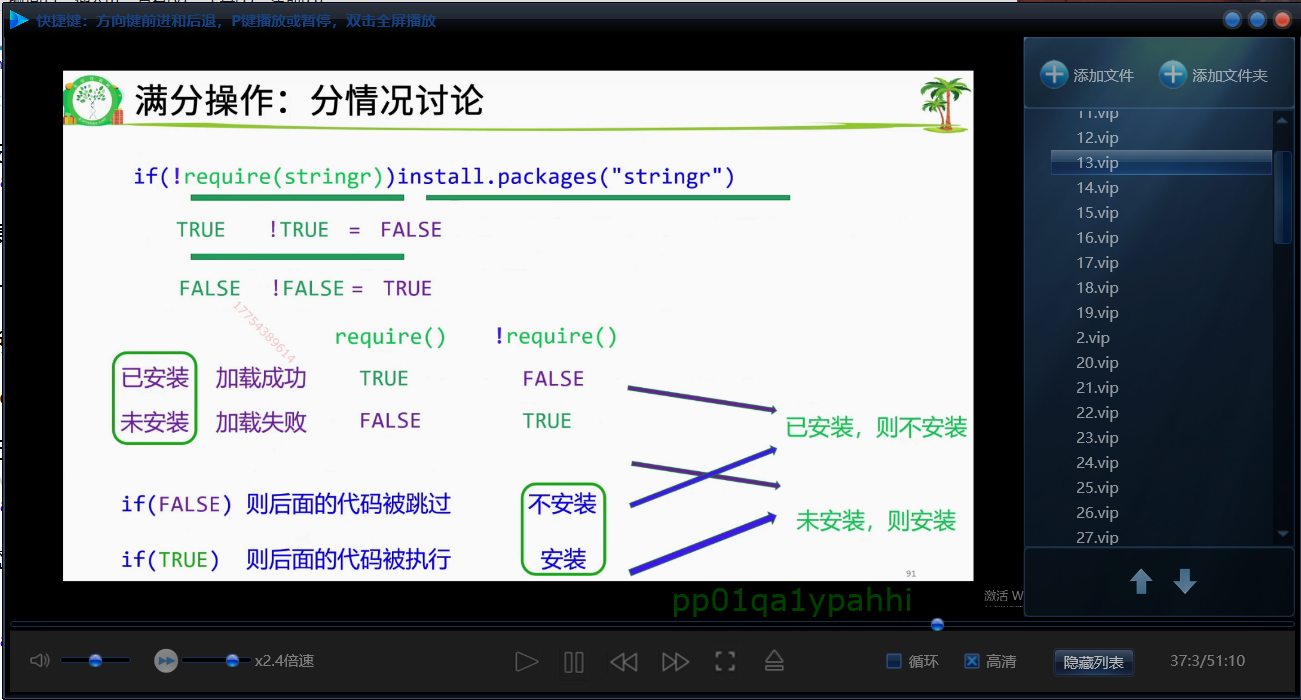 快捷键：方向键前进和后退，P键播放或暂停，双击全屏播放
添加文件 添加文件夹
满分操作：分情况讨论
if(!require(stringr))install.packages("stringr")
TRUE !TRUE = FALSE
FALSE !FALSE = TRUE
17754389614
require() !require()
已安装 加载成功 TRUE FALSE
未安装 加载失败 FALSE TRUE
已安装，则不安装
if(FALSE) 则后面的代码被跳过 不安装
未安装，则安装
if(TRUE) 则后面的代码被执行 安装
91
pp01qa1ypahhi
激活 W
11.vip
12.vip
13.vip
14.vip
15.vip
16.vip
17.vip
18.vip
19.vip
2.vip
20.vip
21.vip
22.vip
23.vip
24.vip
25.vip
26.vip
27.vip
x2.4倍速 循环 高清 隐藏列表 37:3/51:10